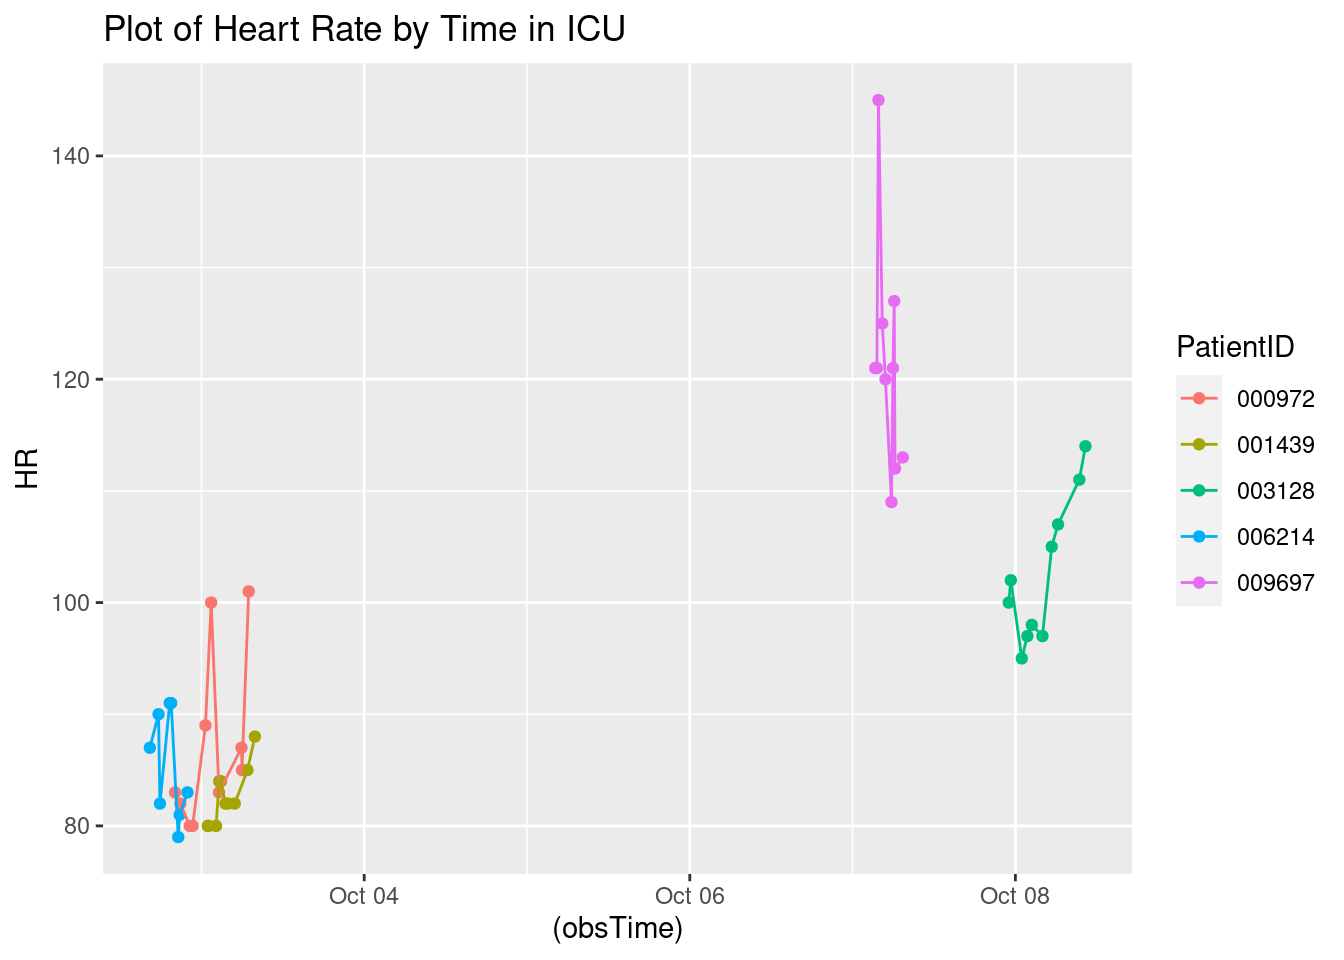 Plot of Heart Rate by Time in ICU
140
120
100
80
HR
Oct 04
Oct 06
Oct 08
(obsTime)
PatientID
000972
001439
003128
006214
009697